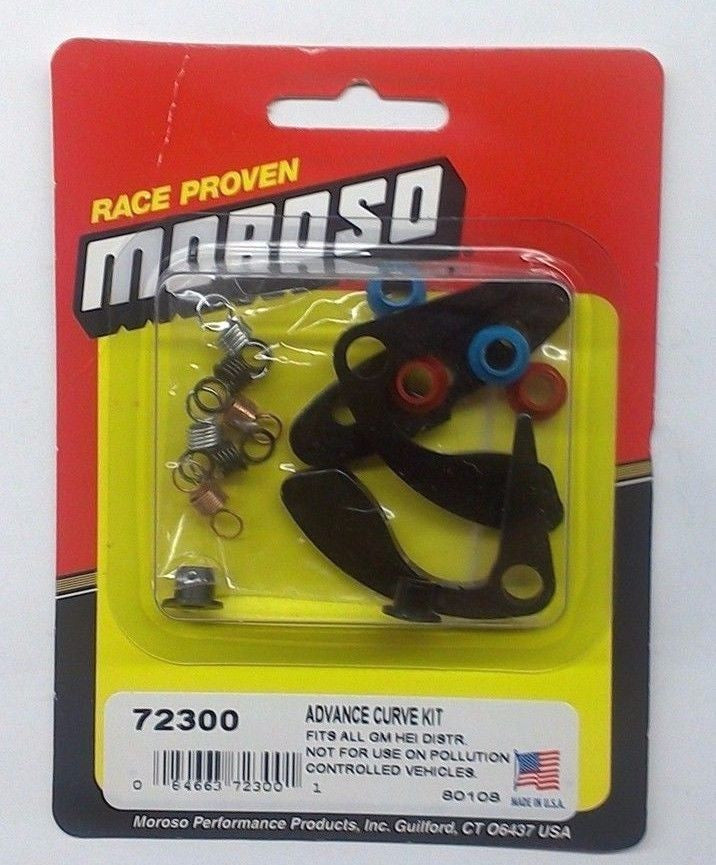 RACE PROVEN
MOROSO
72300
ADVANCE CURVE KIT
FITS ALL GM HEI DISTR.
NOT FOR USE ON POLLUTION
CONTROLLED VEHICLES.
0 84663 72300 1
80108
MADE IN U.S.A.
Moroso Performance Products, Inc. Guilford, CT 06437 USA